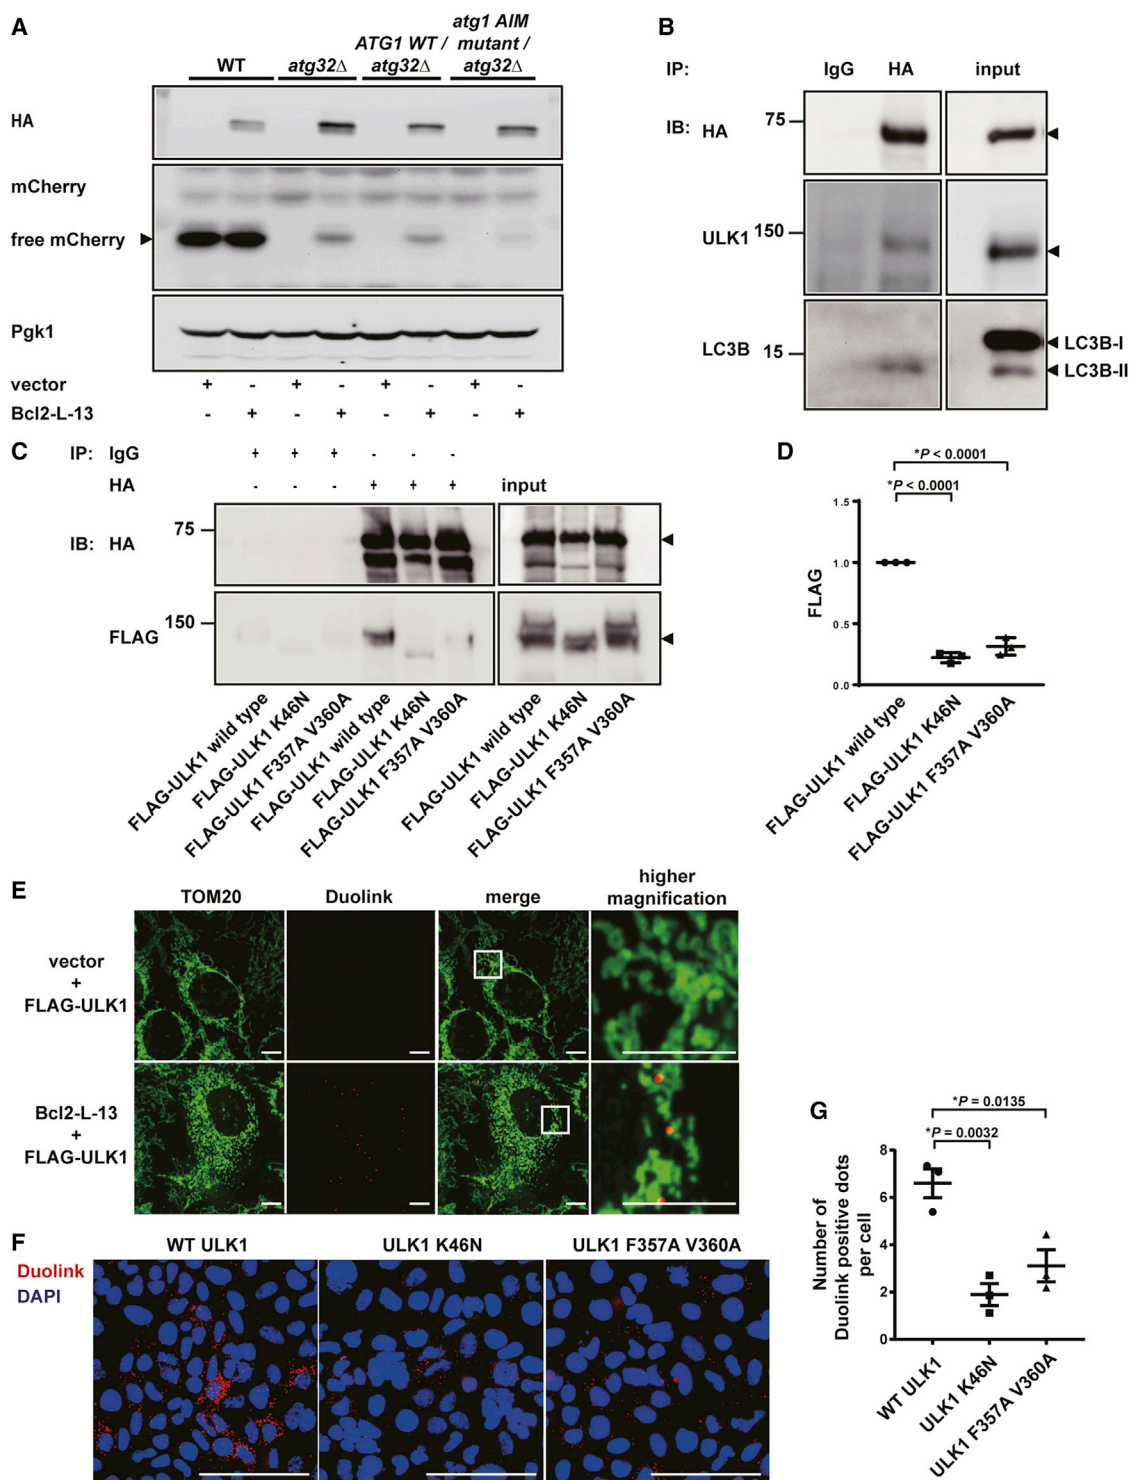 A
WT
atg32Δ
ATG1 WT /
atg32Δ
atg1 AIM
mutant /
atg32Δ
HA
mCherry
free mCherry
Pgk1
vector + - + - + - + -
Bcl2-L-13 - + - + - + - +
B
IP: IgG HA input
IB: HA 75
ULK1 150
LC3B 15
LC3B-I
LC3B-II
C
IP: IgG + + + - - -
HA - - - + + + input
IB: HA 75
FLAG 150
FLAG-ULK1 wild type
FLAG-ULK1 K46N
FLAG-ULK1 F357A V360A
FLAG-ULK1 wild type
FLAG-ULK1 K46N
FLAG-ULK1 F357A V360A
FLAG-ULK1 wild type
FLAG-ULK1 K46N
FLAG-ULK1 F357A V360A
D
*P < 0.0001
*P < 0.0001
1.5
1.0
0.5
0.0
FLAG
FLAG-ULK1 wild type
FLAG-ULK1 K46N
FLAG-ULK1 F357A V360A
E
TOM20
Duolink
merge
higher
magnification
vector
+
FLAG-ULK1
Bcl2-L-13
+
FLAG-ULK1
F
WT ULK1
ULK1 K46N
ULK1 F357A V360A
Duolink
DAPI
G
*P = 0.0135
*P = 0.0032
8
6
4
2
0
Number of
Duolink positive dots
per cell
WT ULK1
ULK1 K46N
ULK1 F357A V360A